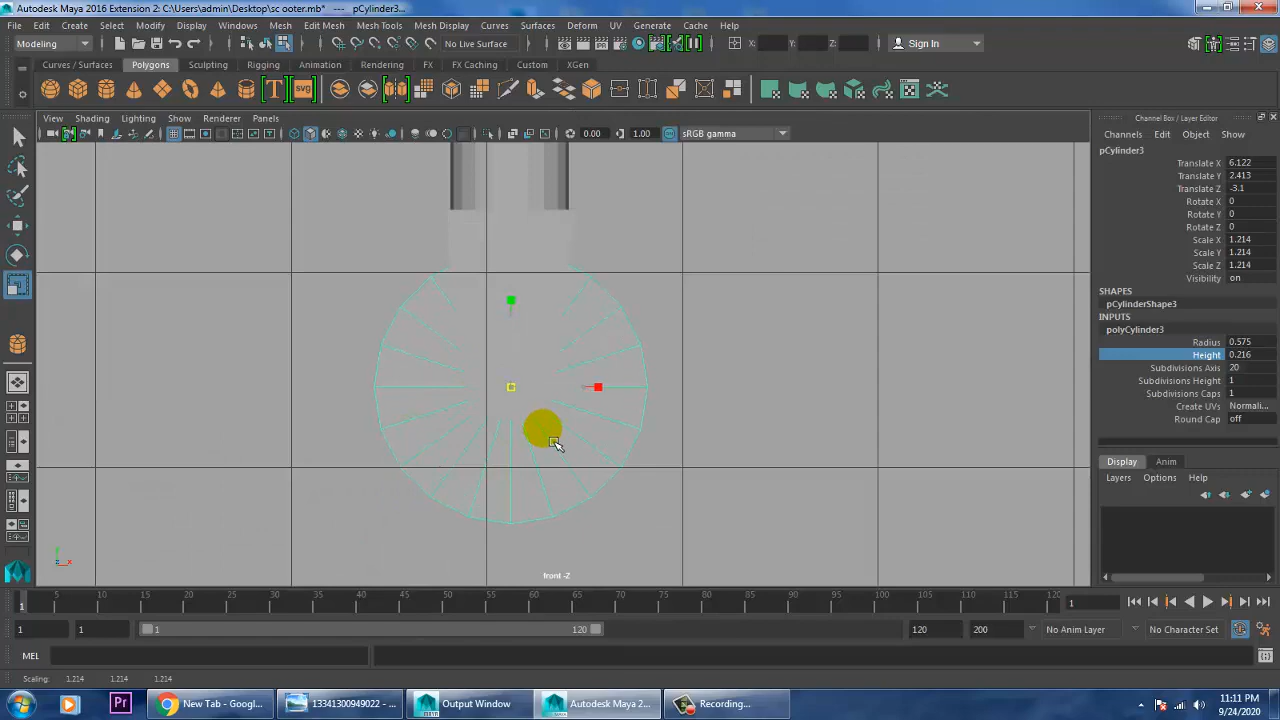 Autodesk Maya 2016 Extension 2: C:\Users\admin\Desktop\sc ooter.mb*   ---   pCylinder3...
File Edit Create Select Modify Display Windows Mesh Edit Mesh Mesh Tools Mesh Display Curves Surfaces Deform UV Generate Cache Help
Modeling No Live Surface X: Y: Z: Sign In
Curves / Surfaces Polygons Sculpting Rigging Animation Rendering FX FX Caching Custom XGen
T svg
View Shading Lighting Show Renderer Panels
0.00 1.00 sRGB gamma
Channel Box / Layer Editor
Channels Edit Object Show
pCylinder3
Translate X 6.122
Translate Y 2.413
Translate Z -3.1
Rotate X 0
Rotate Y 0
Rotate Z 0
Scale X 1.214
Scale Y 1.214
Scale Z 1.214
Visibility on
SHAPES
pCylinderShape3
INPUTS
polyCylinder3
Radius 0.575
Height 0.216
Subdivisions Axis 20
Subdivisions Height 1
Subdivisions Caps 1
Create UVs Normali...
Round Cap off
Display Anim
Layers Options Help
front -Z
1 5 10 15 20 25 30 35 40 45 50 55 60 65 70 75 80 85 90 95 100 105 110 115 120 1
1 1 1 120 120 200 No Anim Layer No Character Set
MEL
Scaling: 1.214 1.214 1.214
Pr New Tab - Googl... 13341300949022 - ... Output Window Autodesk Maya 2... Recording...
11:11 PM
9/24/2020